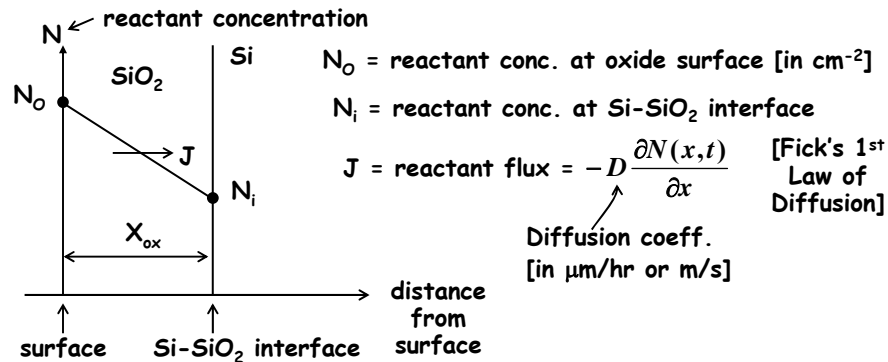 reactant concentration
N
SiO₂
Si
Nₒ
J
Nᵢ
Xₒₓ
distance
from
surface
surface
Si-SiO₂ interface
Nₒ = reactant conc. at oxide surface [in cm⁻²]
Nᵢ = reactant conc. at Si-SiO₂ interface
J = reactant flux = -D ∂N(x,t)/∂x
[Fick's 1ˢᵗ
Law of
Diffusion]
Diffusion coeff.
[in μm/hr or m/s]